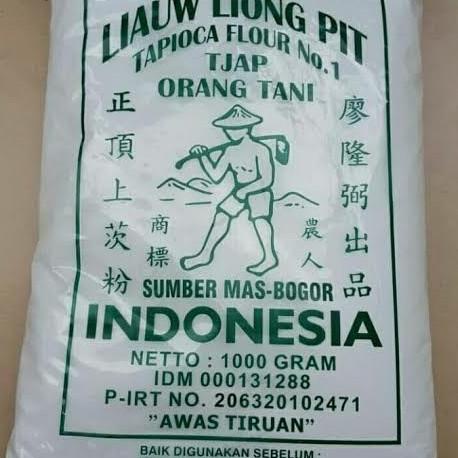 LIAUW LIONG PIT
TAPIOCA FLOUR No.1
TJAP
ORANG TANI
正頂上茨粉
廖隆弼出品
商標
農人
SUMBER MAS-BOGOR
INDONESIA
NETTO : 1000 GRAM
IDM 000131288
P-IRT NO. 206320102471
"AWAS TIRUAN"
BAIK DIGUNAKAN SEBELUM :